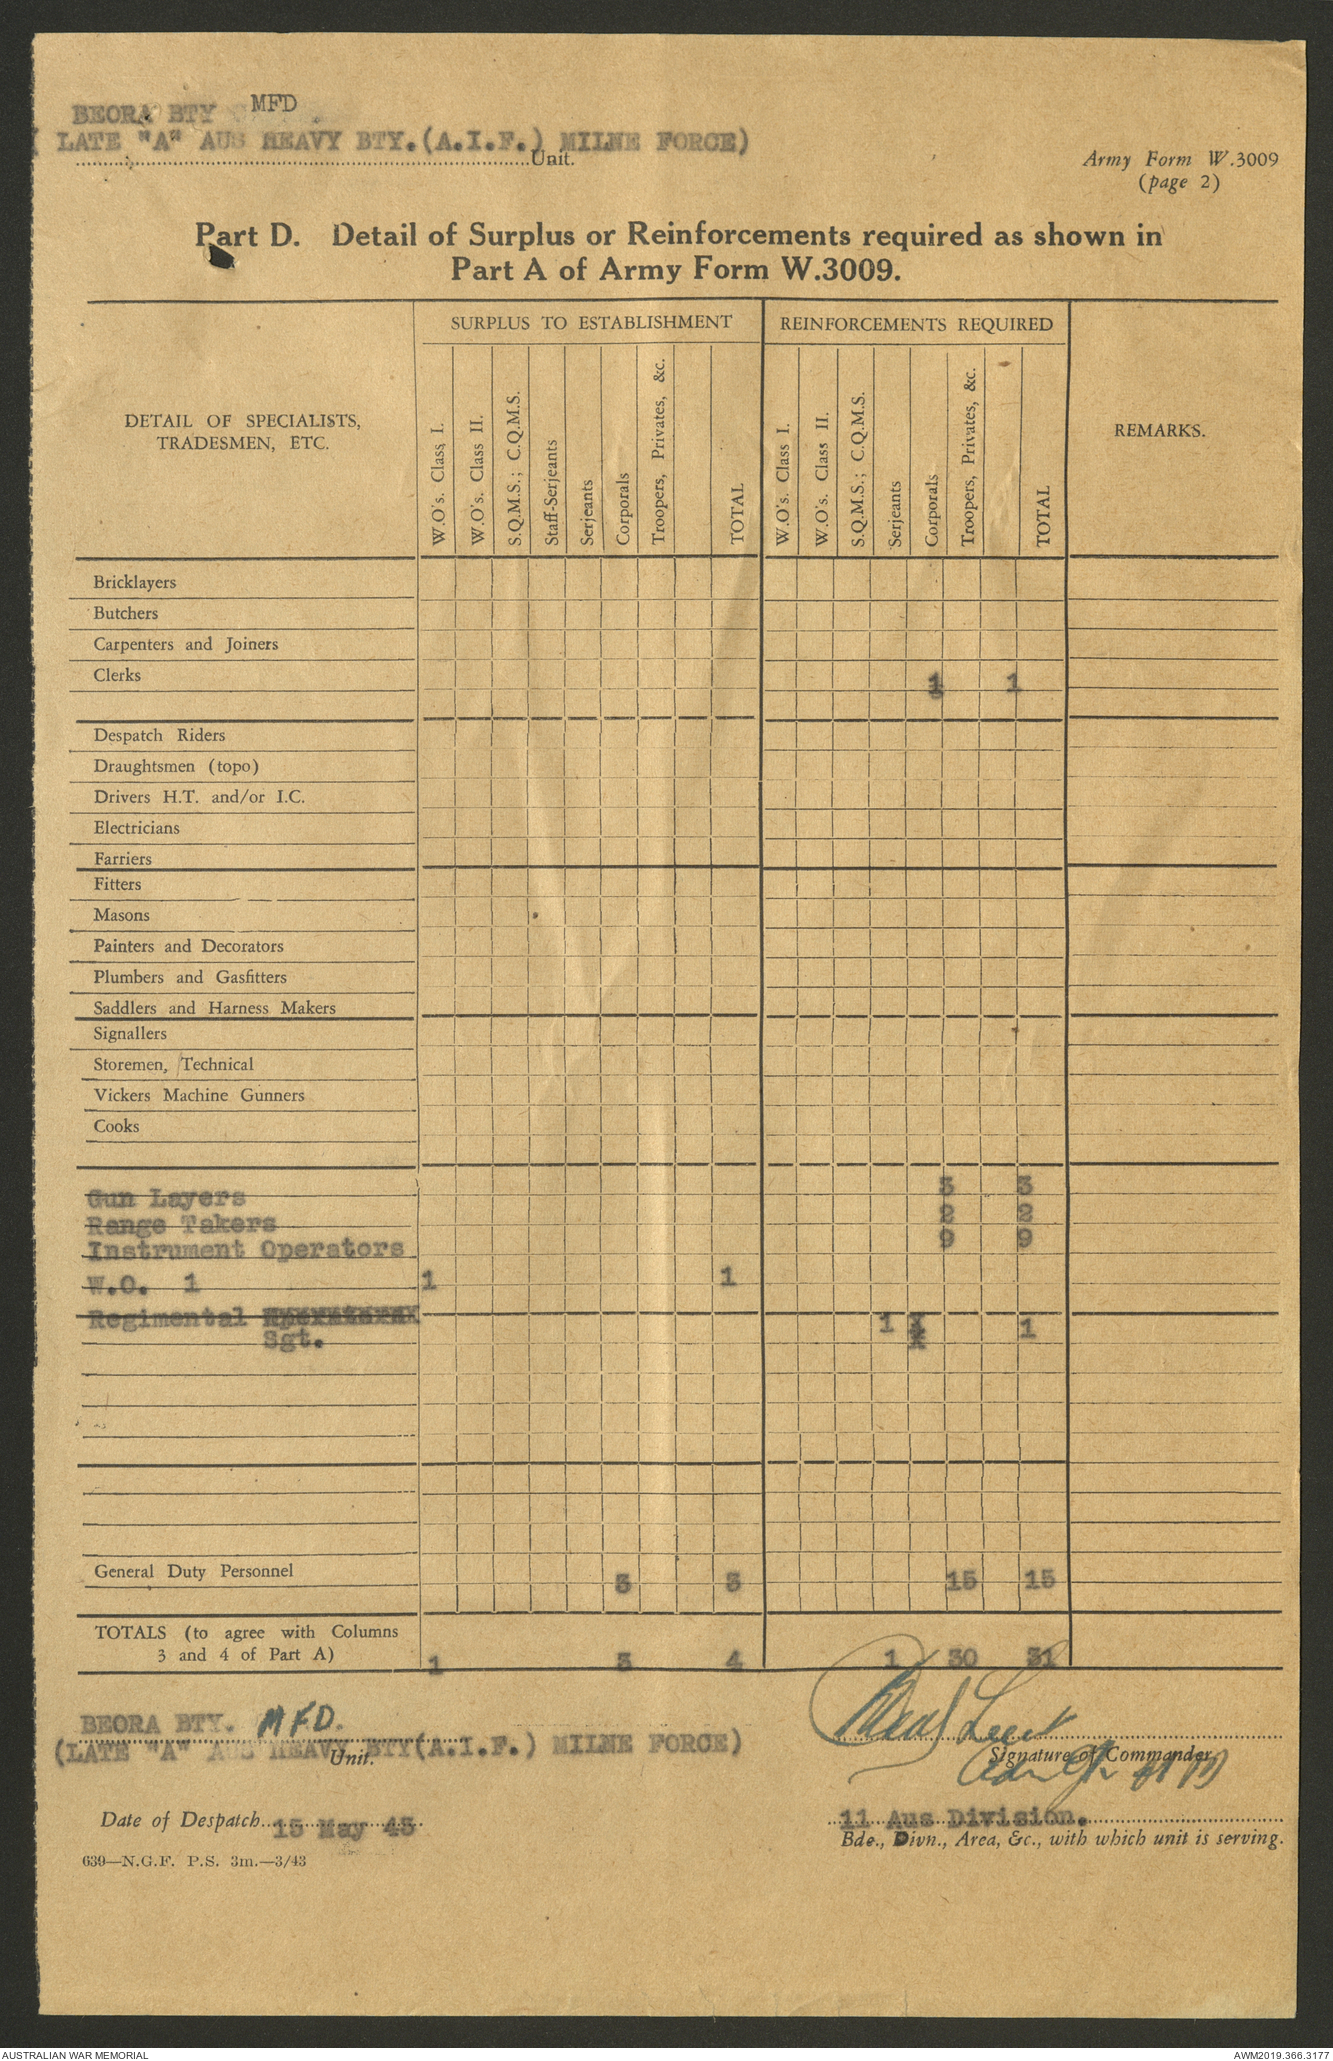 BEORA BTY MFD
( LATE "A" AUS HEAVY BTY.(A.I.F.) MILNE FORCE)
Unit.
Army Form W.3009
(page 2)
Part D. Detail of Surplus or Reinforcements required as shown in
Part A of Army Form W.3009.
DETAIL OF SPECIALISTS,
TRADESMEN, ETC.
SURPLUS TO ESTABLISHMENT
W.O's. Class I.
W.O's. Class II.
S.Q.M.S.; C.Q.M.S.
Staff-Serjeants
Serjeants
Corporals
Troopers, Privates, &c.
TOTAL
REINFORCEMENTS REQUIRED
W.O's. Class I.
W.O's. Class II.
S.Q.M.S.; C.Q.M.S.
Serjeants
Corporals
Troopers, Privates, &c.
TOTAL
REMARKS.
Bricklayers
Butchers
Carpenters and Joiners
Clerks 1 1
Despatch Riders
Draughtsmen (topo)
Drivers H.T. and/or I.C.
Electricians
Farriers
Fitters
Masons
Painters and Decorators
Plumbers and Gasfitters
Saddlers and Harness Makers
Signallers
Storemen, Technical
Vickers Machine Gunners
Cooks
Gun Layers 3 3
Range Takers 2 2
Instrument Operators 9 9
W.O. 1 1 1
Regimental 1 1
Sgt.
General Duty Personnel 3 3 15 15
TOTALS (to agree with Columns
3 and 4 of Part A) 1 3 4 1 30 31
BEORA BTY. MFD.
(LATE "A" AUS HEAVY BTY(A.I.F.) MILNE FORCE)
Unit.
Lieut
Signature of Commander
Date of Despatch 15 May 43
11 Aus Division.
Bde., Divn., Area, &c., with which unit is serving.
639—N.G.F. P.S. 3m.—3/43
AUSTRALIAN WAR MEMORIAL
AWM2019.366.3177